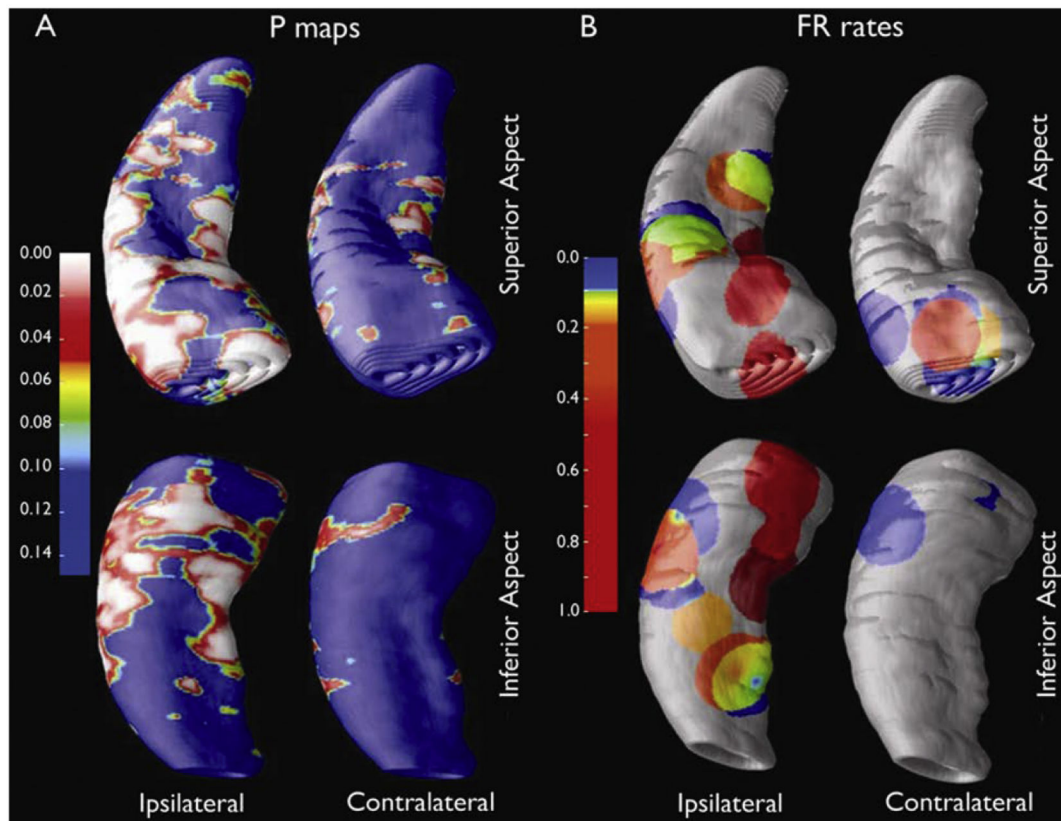 A
P maps
B
FR rates
Superior Aspect
Superior Aspect
0.00
0.02
0.04
0.06
0.08
0.10
0.12
0.14
0.0
0.2
0.4
0.6
0.8
1.0
Inferior Aspect
Inferior Aspect
Ipsilateral
Contralateral
Ipsilateral
Contralateral